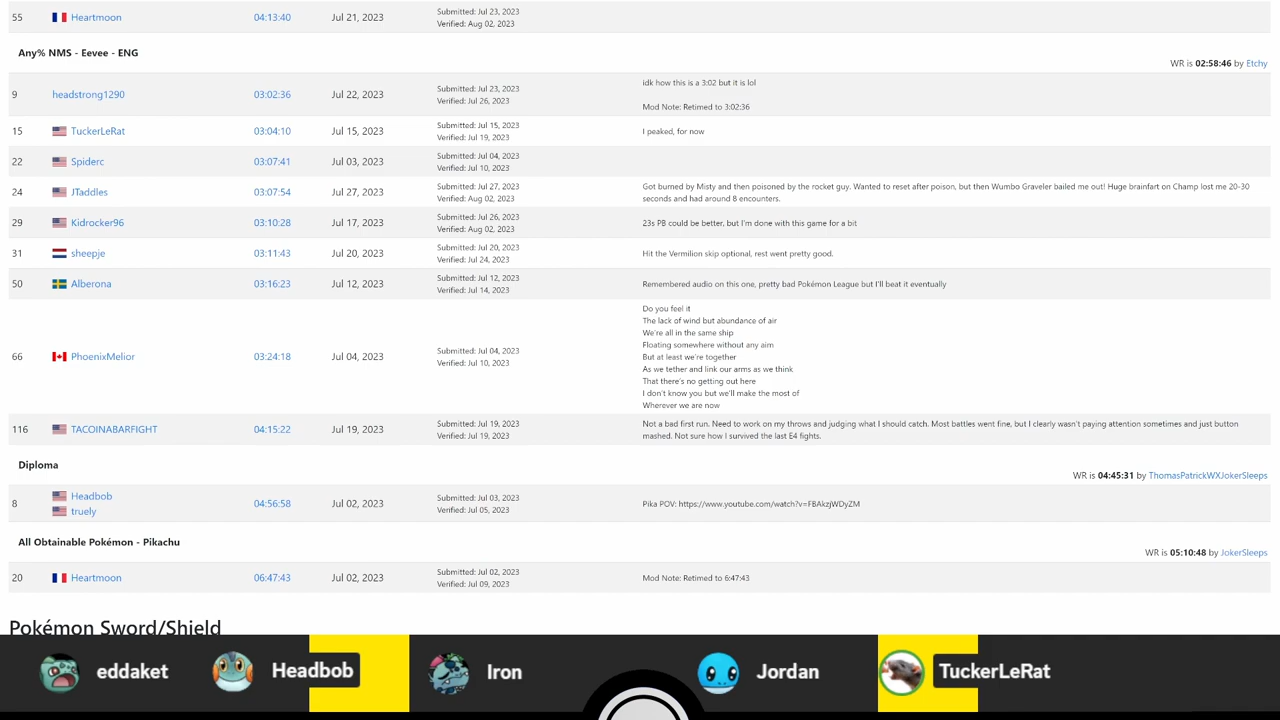 55 Heartmoon 04:13:40 Jul 21, 2023 Submitted: Jul 23, 2023
Verified: Aug 02, 2023
Any% NMS - Eevee - ENG
WR is 02:58:46 by Etchy
9 headstrong1290 03:02:36 Jul 22, 2023 Submitted: Jul 23, 2023
Verified: Jul 26, 2023
idk how this is a 3:02 but it is lol
Mod Note: Retimed to 3:02:36
15 TuckerLeRat 03:04:10 Jul 15, 2023 Submitted: Jul 15, 2023
Verified: Jul 19, 2023
I peaked, for now
22 Spiderc 03:07:41 Jul 03, 2023 Submitted: Jul 04, 2023
Verified: Jul 10, 2023
24 JTaddles 03:07:54 Jul 27, 2023 Submitted: Jul 27, 2023
Verified: Aug 02, 2023
Got burned by Misty and then poisoned by the rocket guy. Wanted to reset after poison, but then Wumbo Graveler bailed me out! Huge brainfart on Champ lost me 20-30
seconds and had around 8 encounters.
29 Kidrocker96 03:10:28 Jul 17, 2023 Submitted: Jul 26, 2023
Verified: Aug 02, 2023
23s PB could be better, but I'm done with this game for a bit
31 sheepje 03:11:43 Jul 20, 2023 Submitted: Jul 20, 2023
Verified: Jul 24, 2023
Hit the Vermilion skip optional, rest went pretty good.
50 Alberona 03:16:23 Jul 12, 2023 Submitted: Jul 12, 2023
Verified: Jul 14, 2023
Remembered audio on this one, pretty bad Pokémon League but I'll beat it eventually
66 PhoenixMelior 03:24:18 Jul 04, 2023 Submitted: Jul 04, 2023
Verified: Jul 10, 2023
Do you feel it
The lack of wind but abundance of air
We're all in the same ship
Floating somewhere without any aim
But at least we're together
As we tether and link our arms as we think
That there's no getting out here
I don't know you but we'll make the most of
Wherever we are now
116 TACOINABARFIGHT 04:15:22 Jul 19, 2023 Submitted: Jul 19, 2023
Verified: Jul 19, 2023
Not a bad first run. Need to work on my throws and judging what I should catch. Most battles went fine, but I clearly wasn't paying attention sometimes and just button
mashed. Not sure how I survived the last E4 fights.
Diploma
WR is 04:45:31 by ThomasPatrickWXJokerSleeps
8 Headbob
truely
04:56:58 Jul 02, 2023 Submitted: Jul 03, 2023
Verified: Jul 05, 2023
Pika POV: https://www.youtube.com/watch?v=FBAkzjWDyZM
All Obtainable Pokémon - Pikachu
WR is 05:10:48 by JokerSleeps
20 Heartmoon 06:47:43 Jul 02, 2023 Submitted: Jul 02, 2023
Verified: Jul 09, 2023
Mod Note: Retimed to 6:47:43
Pokémon Sword/Shield
eddaket Headbob Iron Jordan TuckerLeRat